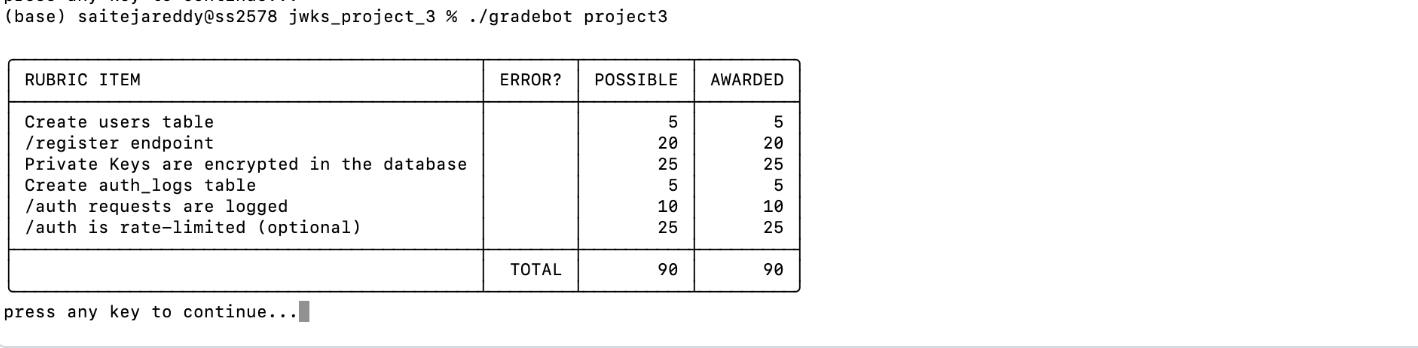 (base) saitejareddy@ss2578 jwks_project_3 % ./gradebot project3
RUBRIC ITEM ERROR? POSSIBLE AWARDED
Create users table 5 5
/register endpoint 20 20
Private Keys are encrypted in the database 25 25
Create auth_logs table 5 5
/auth requests are logged 10 10
/auth is rate-limited (optional) 25 25
TOTAL 90 90
press any key to continue...